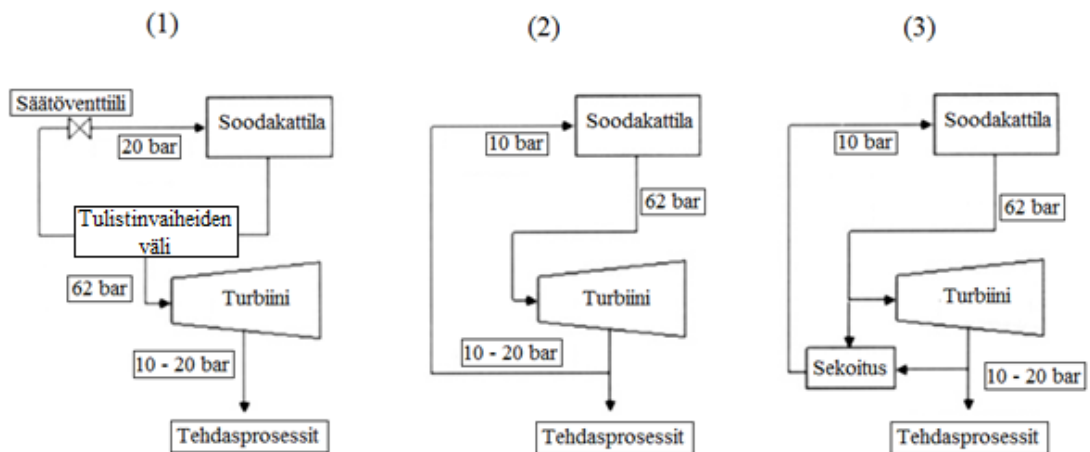 (1)
Säätöventtiili
20 bar
Soodakattila
Tulistinvaiheiden
väli
62 bar
Turbiini
10 - 20 bar
Tehdasprosessit
(2)
Soodakattila
10 bar
62 bar
Turbiini
10 - 20 bar
Tehdasprosessit
(3)
Soodakattila
10 bar
62 bar
Turbiini
Sekoitus
10 - 20 bar
Tehdasprosessit